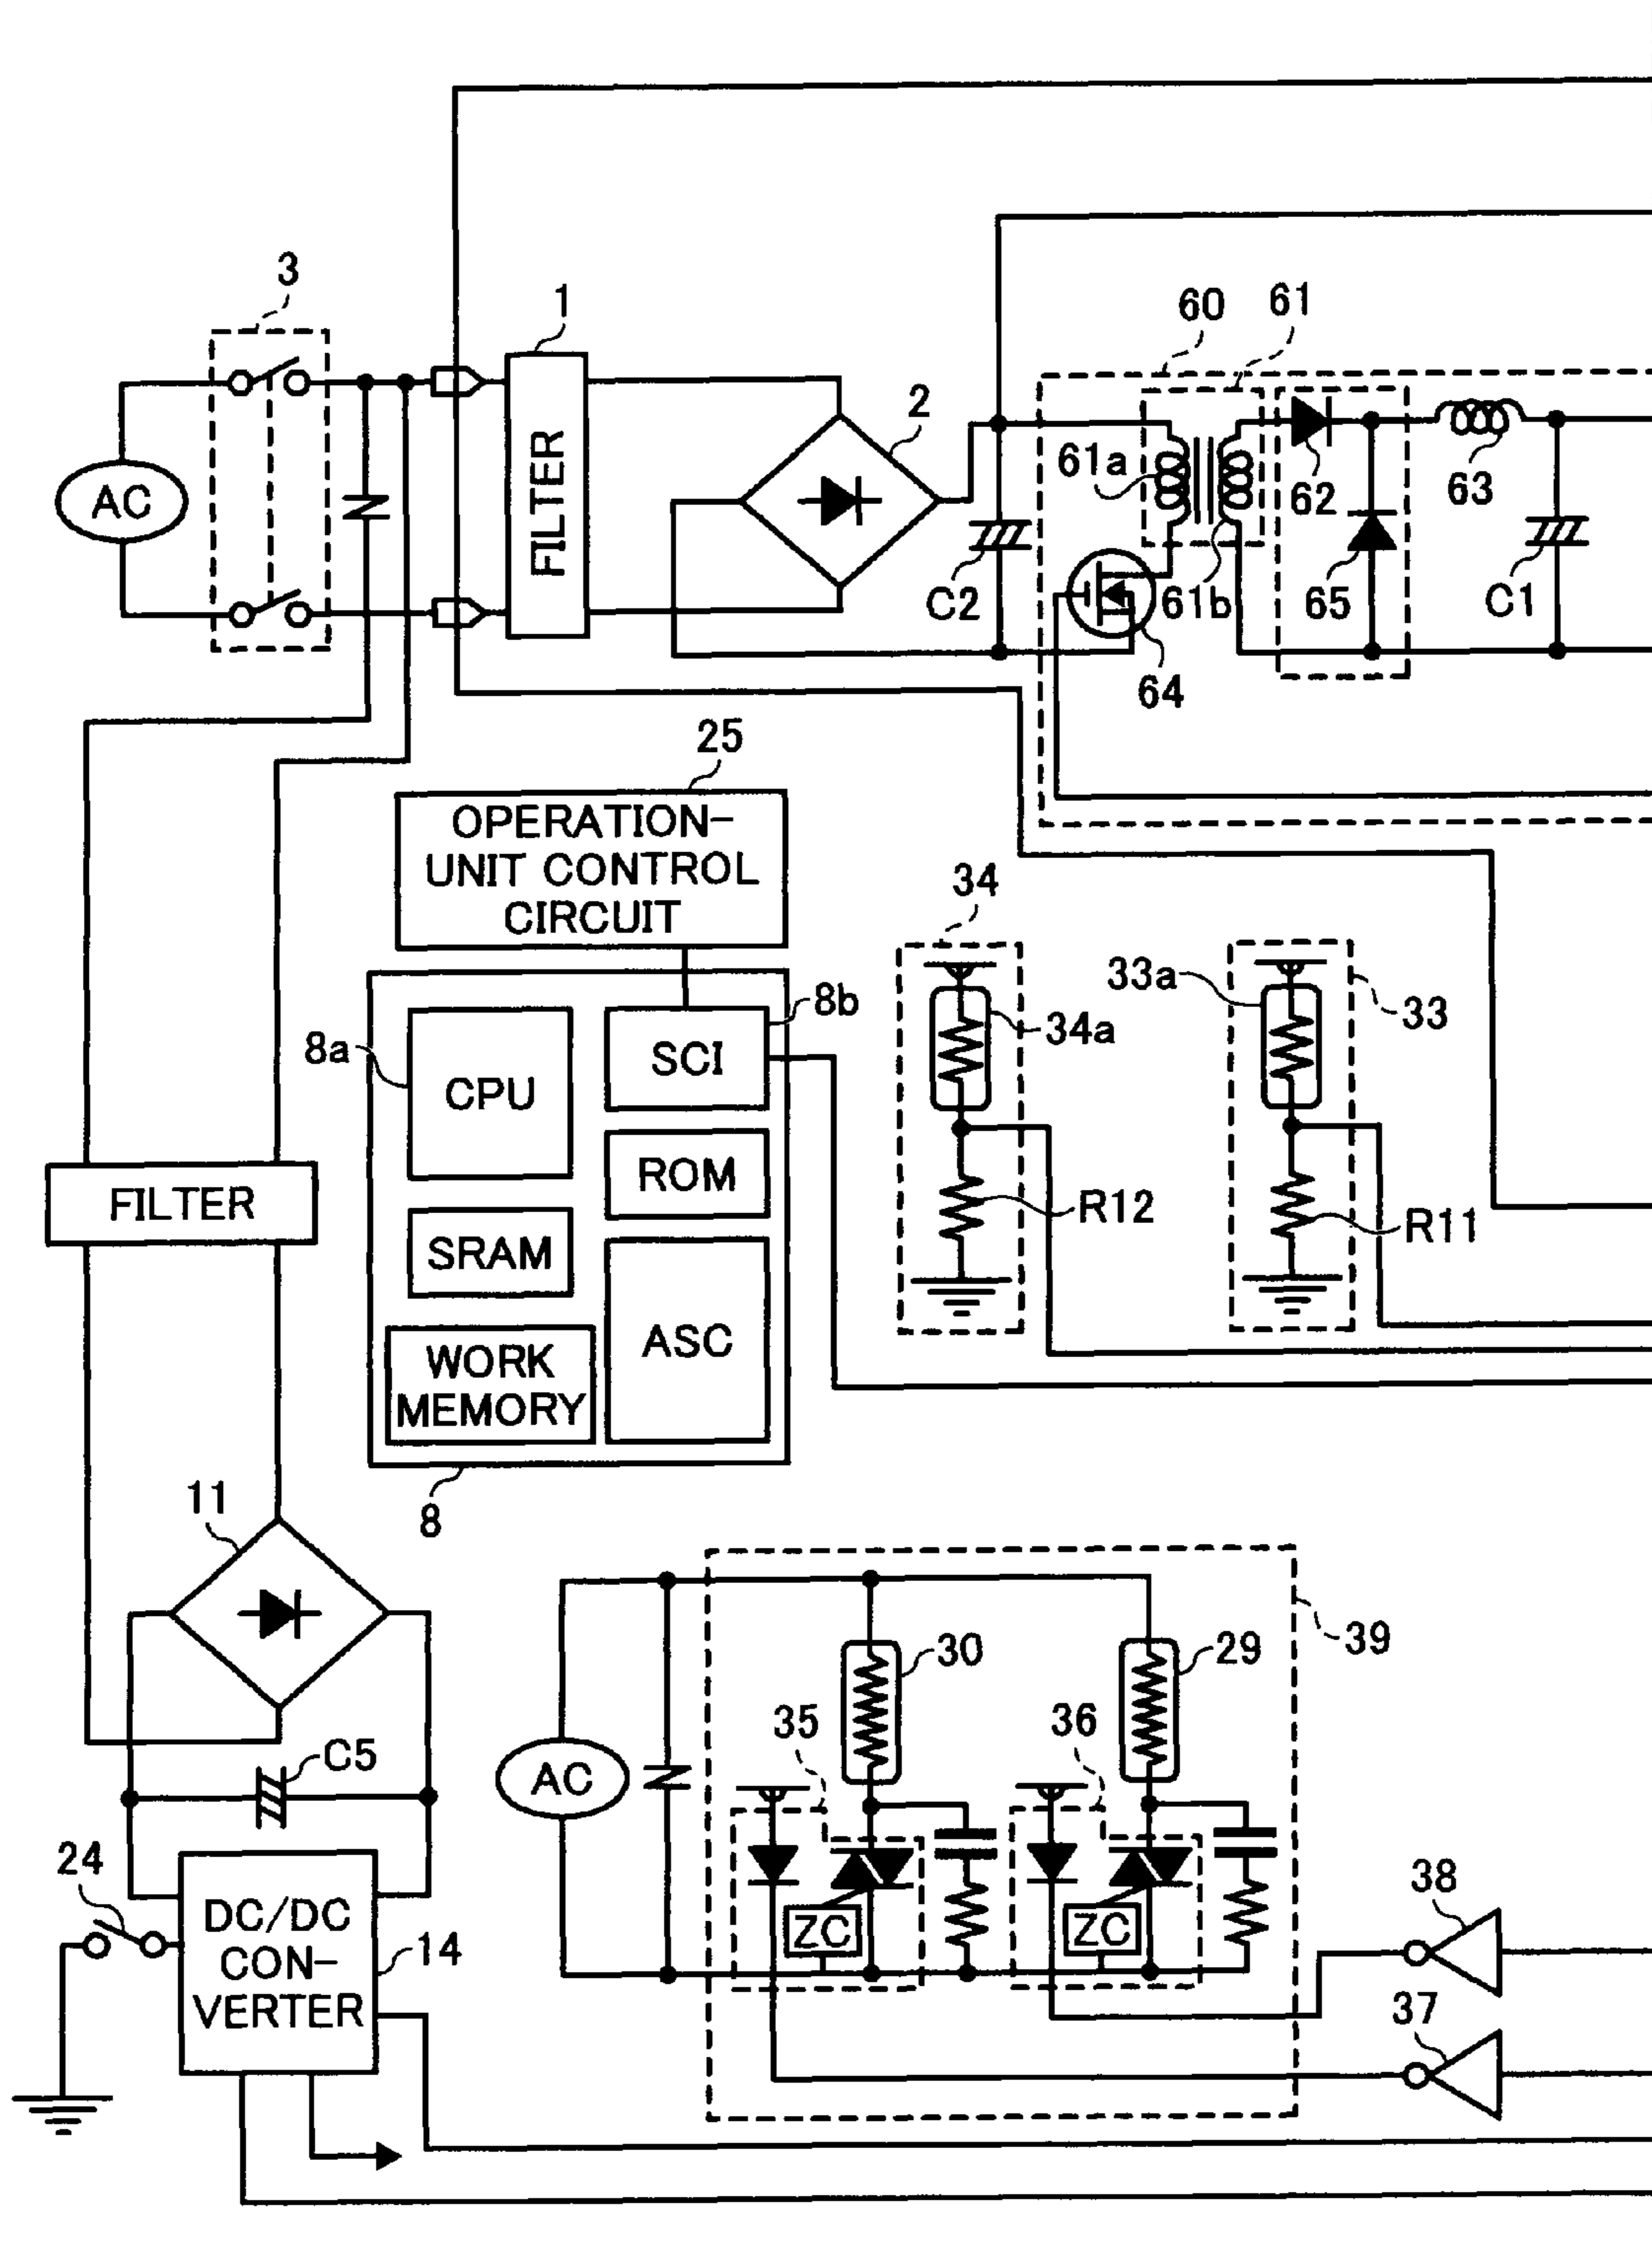 3
1
60
61
2
FILTER
AC
61a
62
63
C2
61b
65
C1
64
25
OPERATION-
UNIT CONTROL
CIRCUIT
34
33a
33
8b
34a
8a
SCI
CPU
ROM
R12
R11
FILTER
SRAM
ASC
WORK
MEMORY
11
8
39
30
29
35
36
C5
AC
24
38
DC/DC
CON-
VERTER
14
ZC
ZC
37